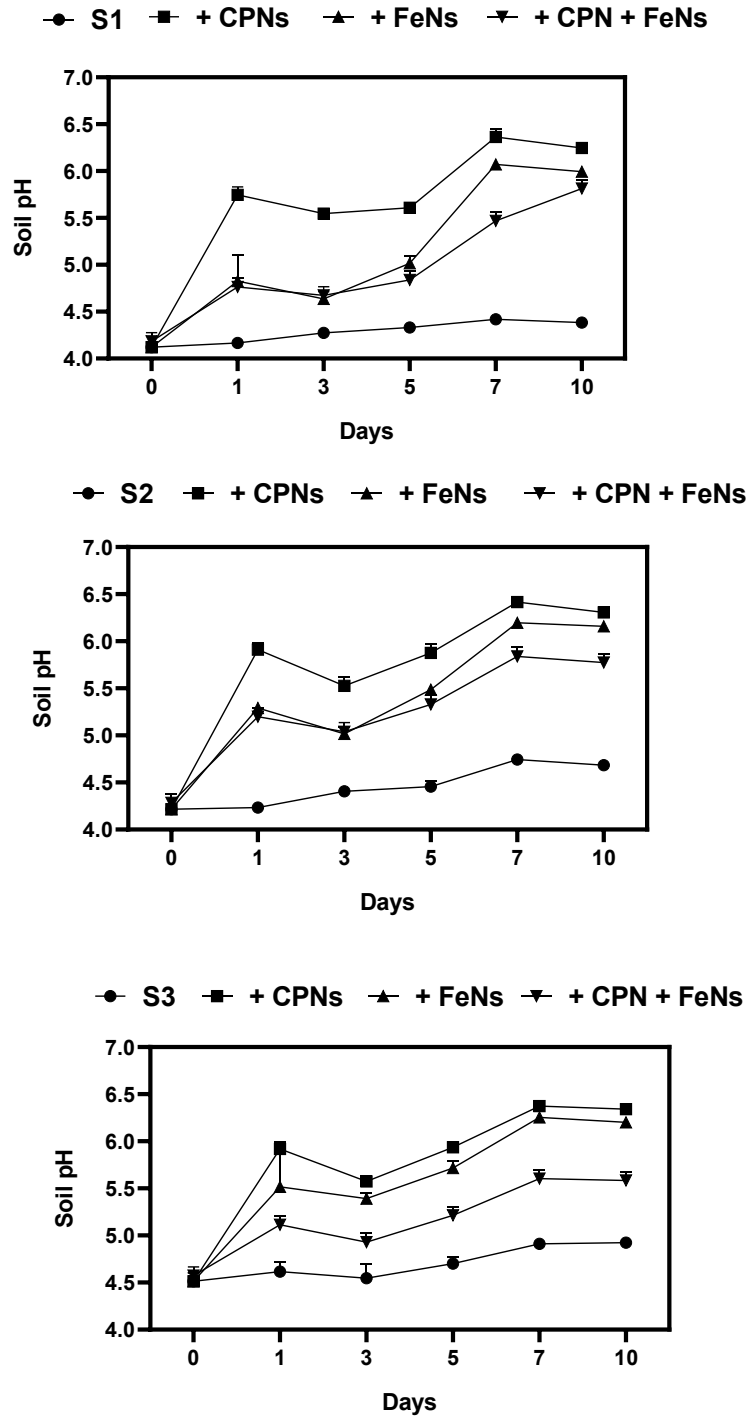 S1 + CPNs + FeNs + CPN + FeNs
7.0
6.5
6.0
5.5
5.0
4.5
4.0
Soil pH
0 1 3 5 7 10
Days
S2 + CPNs + FeNs + CPN + FeNs
7.0
6.5
6.0
5.5
5.0
4.5
4.0
Soil pH
0 1 3 5 7 10
Days
S3 + CPNs + FeNs + CPN + FeNs
7.0
6.5
6.0
5.5
5.0
4.5
4.0
Soil pH
0 1 3 5 7 10
Days